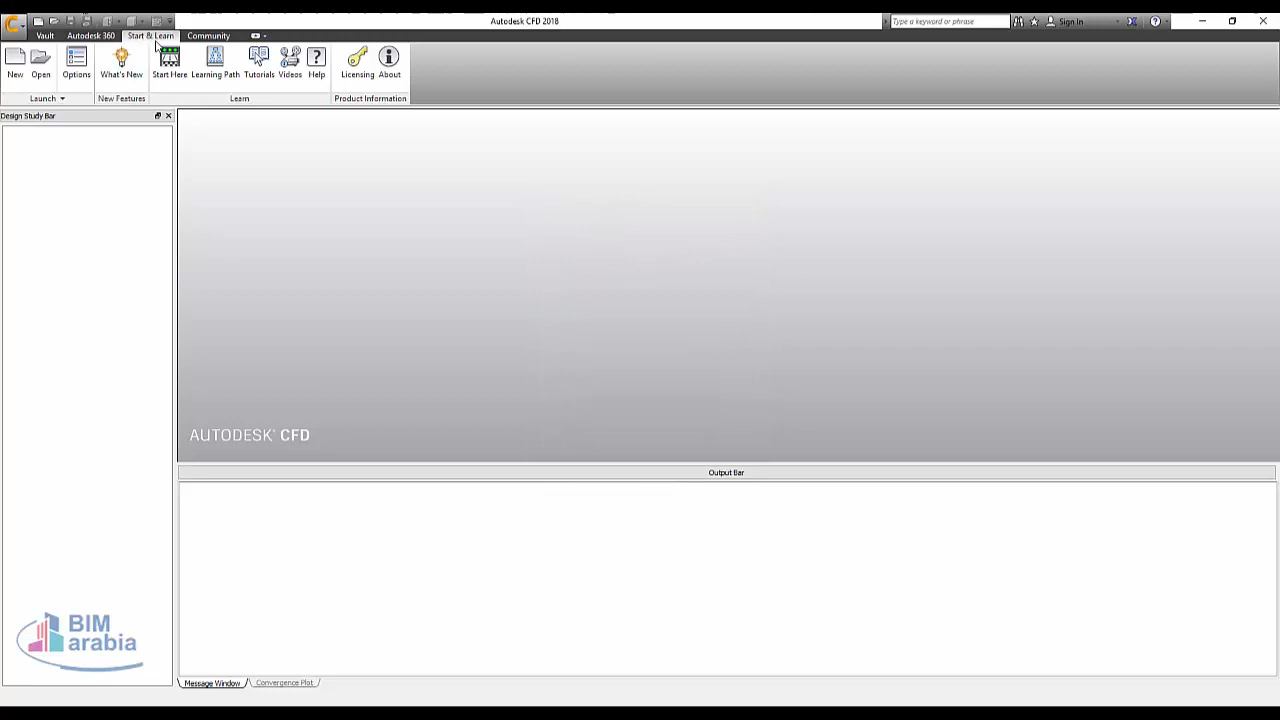 Autodesk CFD 2018
Type a keyword or phrase
Sign In
Vault
Autodesk 360
Start & Learn
Community
New
Open
Options
What's New
Start Here
Learning Path
Tutorials
Videos
Help
Licensing
About
Launch
New Features
Learn
Product Information
Design Study Bar
AUTODESK® CFD
Output Bar
BIM
arabia
Message Window
Convergence Plot